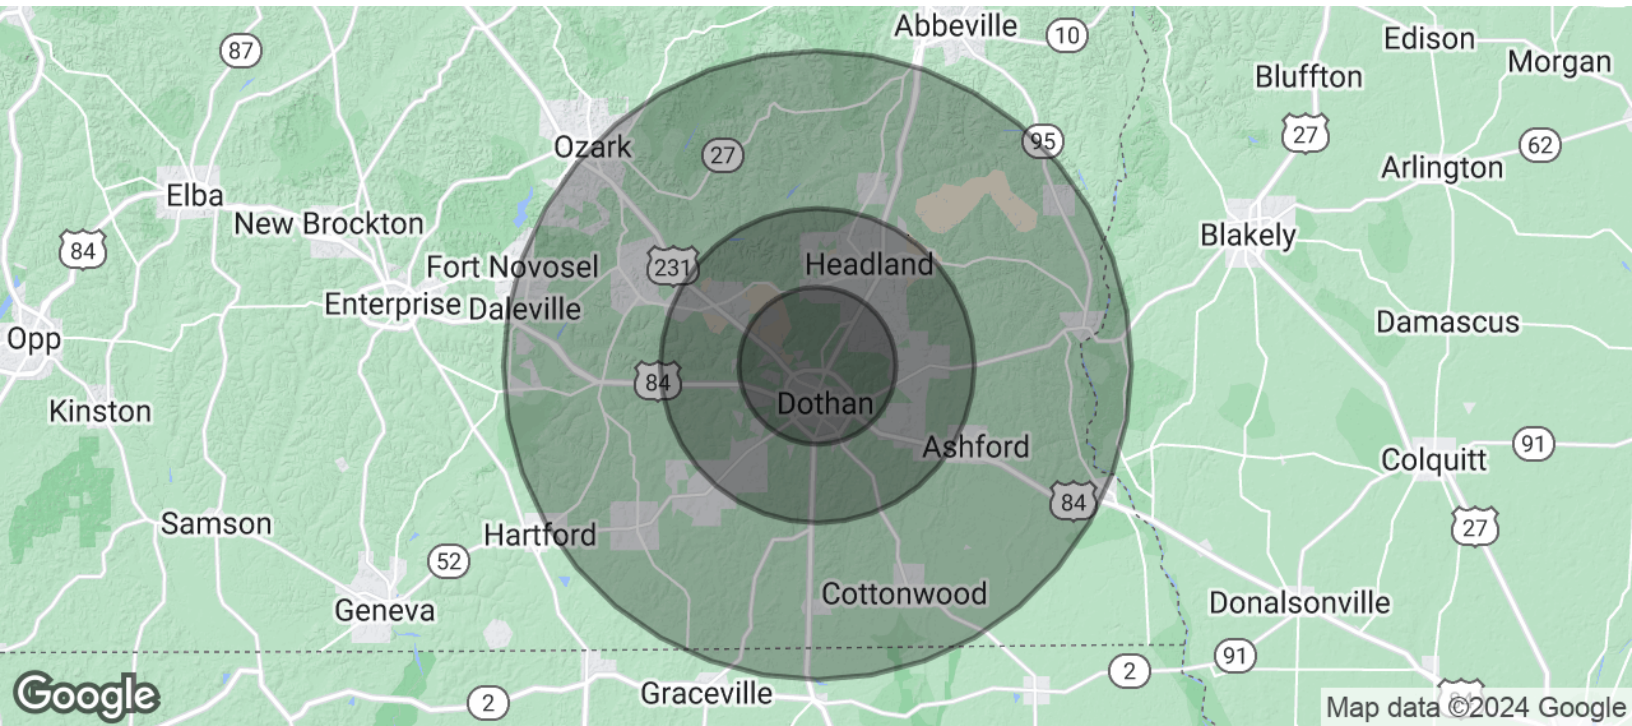 Abbeville
10
Edison
87
Morgan
Bluffton
27
Ozark
27
95
62
Arlington
Elba
New Brockton
84
Blakely
Fort Novosel
231
Headland
Enterprise
Daleville
Opp
Damascus
84
Kinston
Dothan
Ashford
91
Colquitt
84
Samson
Hartford
27
52
Cottonwood
Geneva
Donalsonville
91
2
Graceville
2
Google
84
Map data ©2024 Google